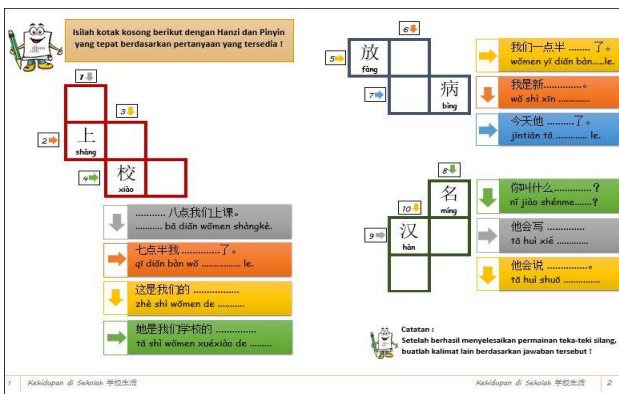 Isilah kotak kosong berikut dengan Hanzi dan Pinyin
yang tepat berdasarkan pertanyaan yang tersedia !
1
3
2
上
shàng
4
校
xiào
.......... 八点我们上课。
........... bā diǎn wǒmen shàngkè.
七点半我 .............了。
qī diǎn bàn wǒ ................ le.
这是我们的 ................
zhè shì wǒmen de ...........
他是我们学校的 ...............
tā shì wǒmen xuéxiào de .........
6
5
放
fàng
7
病
bìng
我们一点半 ........ 了。
wǒmen yī diǎn bàn.....le.
我是新..............。
wǒ shì xīn .............
今天他 ..........了。
jīntiān tā ............. le.
8
名
míng
10
9
汉
hàn
你叫什么..............?
nǐ jiào shénme.......?
他会写 .............
tā huì xiě .............
他会说 ...............。
tā huì shuō ...............
Catatan :
Setelah berhasil menyelesaikan permainan teka-teki silang,
buatlah kalimat lain berdasarkan jawaban tersebut !
1 Kehidupan di Sekolah 学校生活
Kehidupan di Sekolah 学校生活 2